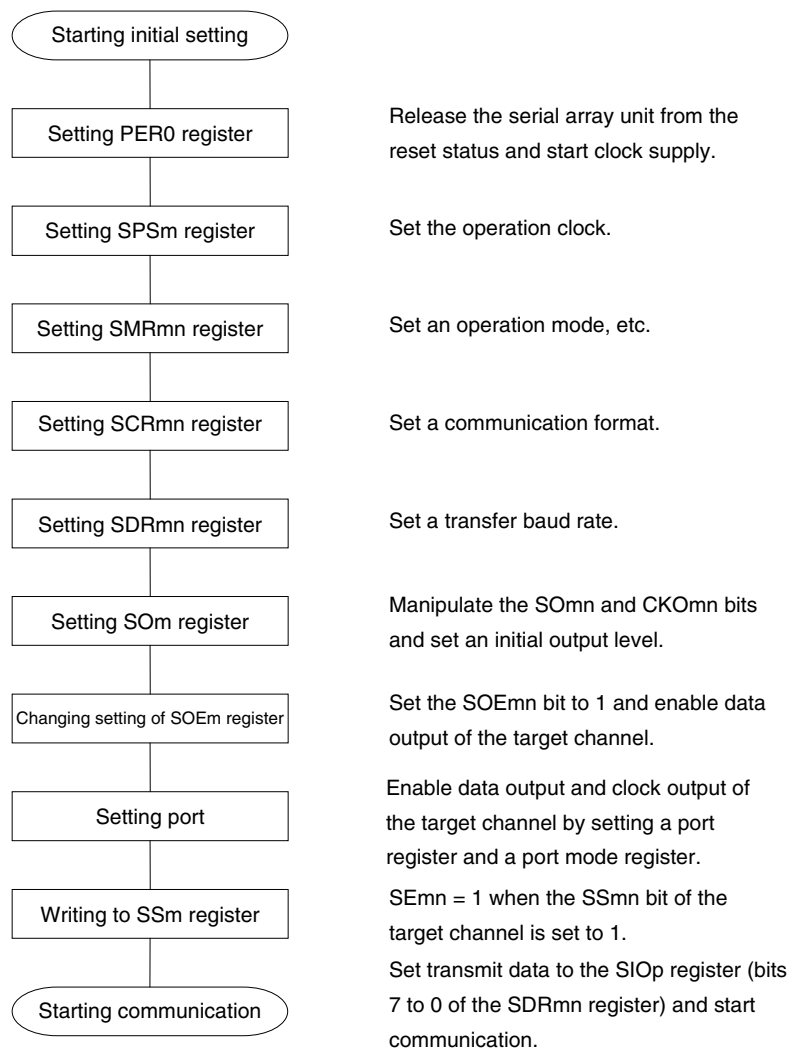 Starting initial setting
Setting PER0 register
Release the serial array unit from the
reset status and start clock supply.
Setting SPSm register
Set the operation clock.
Setting SMRmn register
Set an operation mode, etc.
Setting SCRmn register
Set a communication format.
Setting SDRmn register
Set a transfer baud rate.
Setting SOm register
Manipulate the SOmn and CKOmn bits
and set an initial output level.
Changing setting of SOEm register
Set the SOEmn bit to 1 and enable data
output of the target channel.
Setting port
Enable data output and clock output of
the target channel by setting a port
register and a port mode register.
Writing to SSm register
SEmn = 1 when the SSmn bit of the
target channel is set to 1.
Starting communication
Set transmit data to the SIOp register (bits
7 to 0 of the SDRmn register) and start
communication.